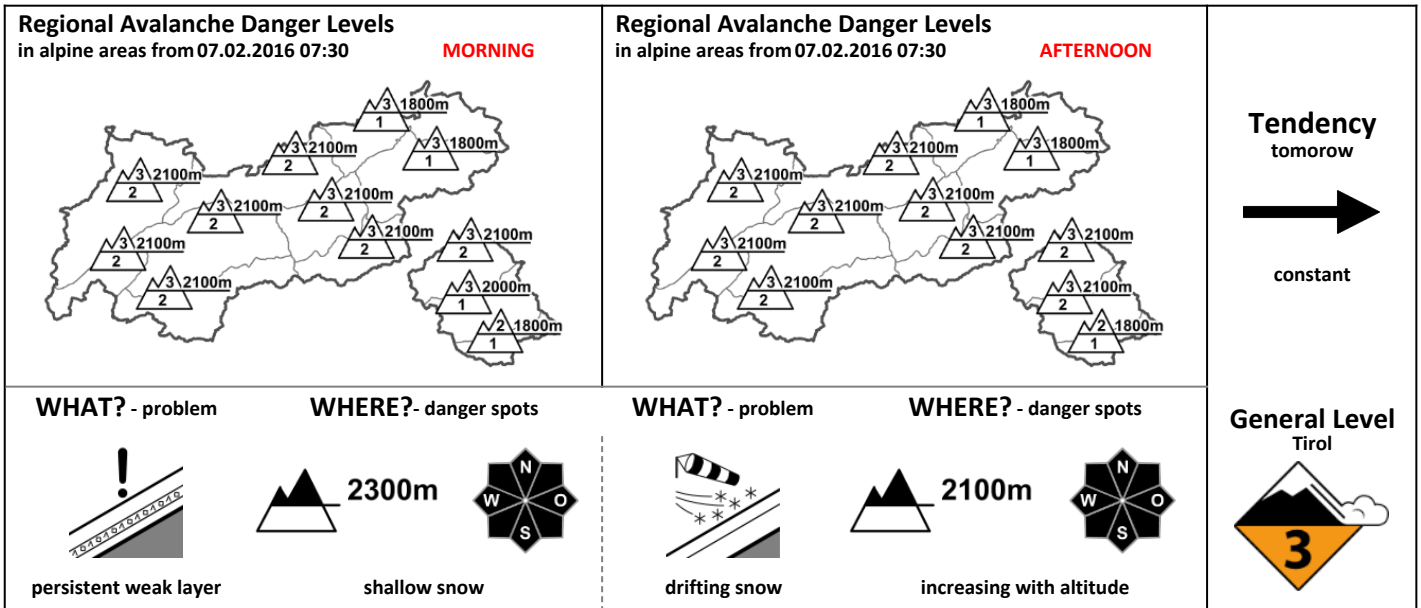 Regional Avalanche Danger Levels
in alpine areas from 07.02.2016 07:30 MORNING
3 1800m
1
3 1800m
1
3 2100m
2
3 2100m
2
3 2100m
2
3 2100m
2
3 2100m
2
3 2100m
2
3 2100m
2
3 2100m
2
3 2000m
1
2 1800m
1
Regional Avalanche Danger Levels
in alpine areas from 07.02.2016 07:30 AFTERNOON
3 1800m
1
3 1800m
1
3 2100m
2
3 2100m
2
3 2100m
2
3 2100m
2
3 2100m
2
3 2100m
2
3 2100m
2
3 2100m
2
3 2100m
2
2 1800m
1
Tendency
tomorow
constant
WHAT? - problem
persistent weak layer
WHERE? - danger spots
2300m
N
W O
S
shallow snow
WHAT? - problem
drifting snow
WHERE? - danger spots
2100m
N
W O
S
increasing with altitude
General Level
Tirol
3